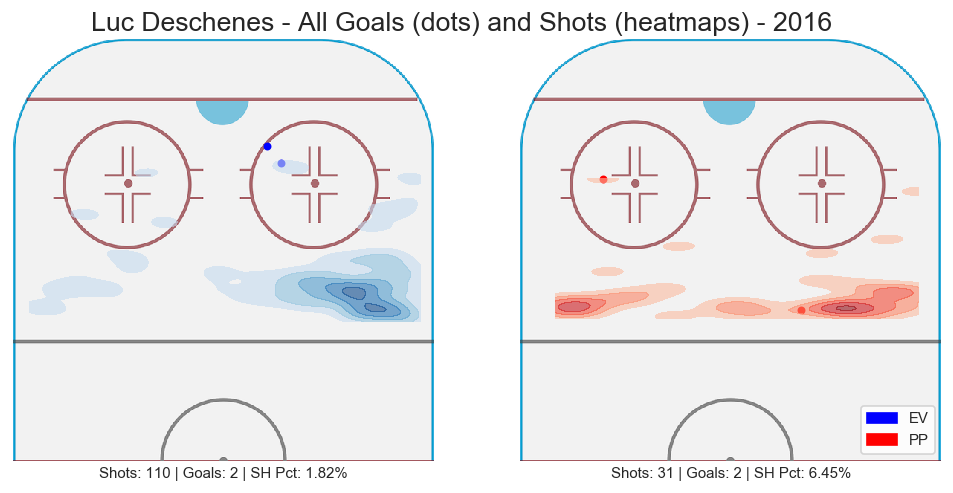 Luc Deschenes - All Goals (dots) and Shots (heatmaps) - 2016
EV
PP
Shots: 110 | Goals: 2 | SH Pct: 1.82%
Shots: 31 | Goals: 2 | SH Pct: 6.45%